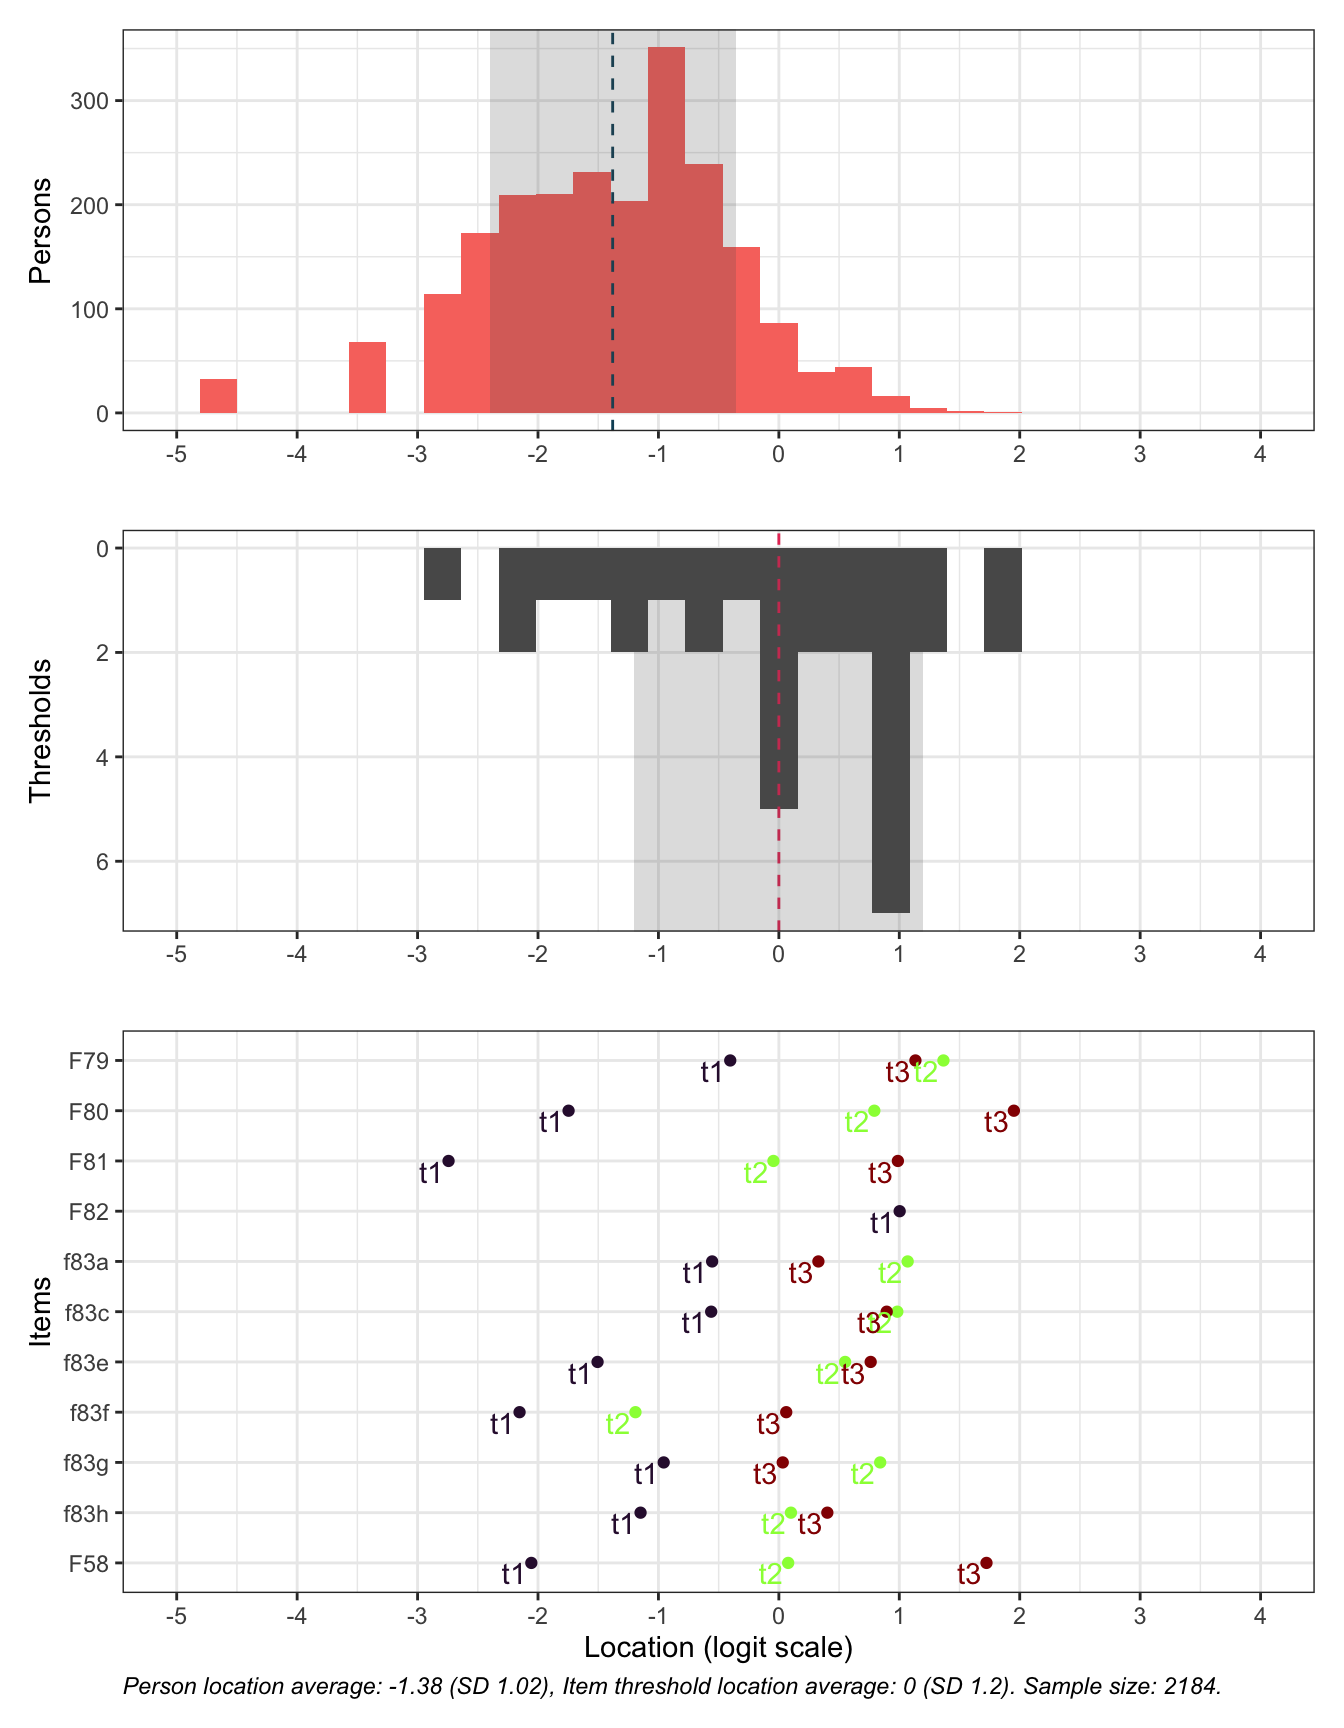 Persons
300
200
100
0
-5 -4 -3 -2 -1 0 1 2 3 4
Thresholds
0
2
4
6
-5 -4 -3 -2 -1 0 1 2 3 4
Items
F79 t1 t3 t2
F80 t1 t2 t3
F81 t1 t2 t3
F82 t1
f83a t1 t3 t2
f83c t1 t3 t2
f83e t1 t2 t3
f83f t1 t2 t3
f83g t1 t3 t2
f83h t1 t2 t3
F58 t1 t2 t3
-5 -4 -3 -2 -1 0 1 2 3 4
Location (logit scale)
Person location average: -1.38 (SD 1.02), Item threshold location average: 0 (SD 1.2). Sample size: 2184.